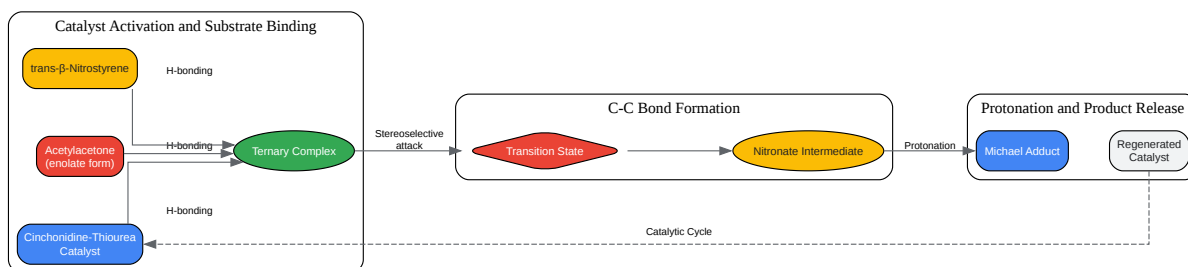 Catalyst Activation and Substrate Binding
trans-β-Nitrostyrene
H-bonding
Acetylacetone
(enolate form)
H-bonding
Ternary Complex
H-bonding
Cinchonidine-Thiourea
Catalyst
Stereoselective
attack
C-C Bond Formation
Transition State
Nitronate Intermediate
Protonation
Protonation and Product Release
Michael Adduct
Regenerated
Catalyst
Catalytic Cycle